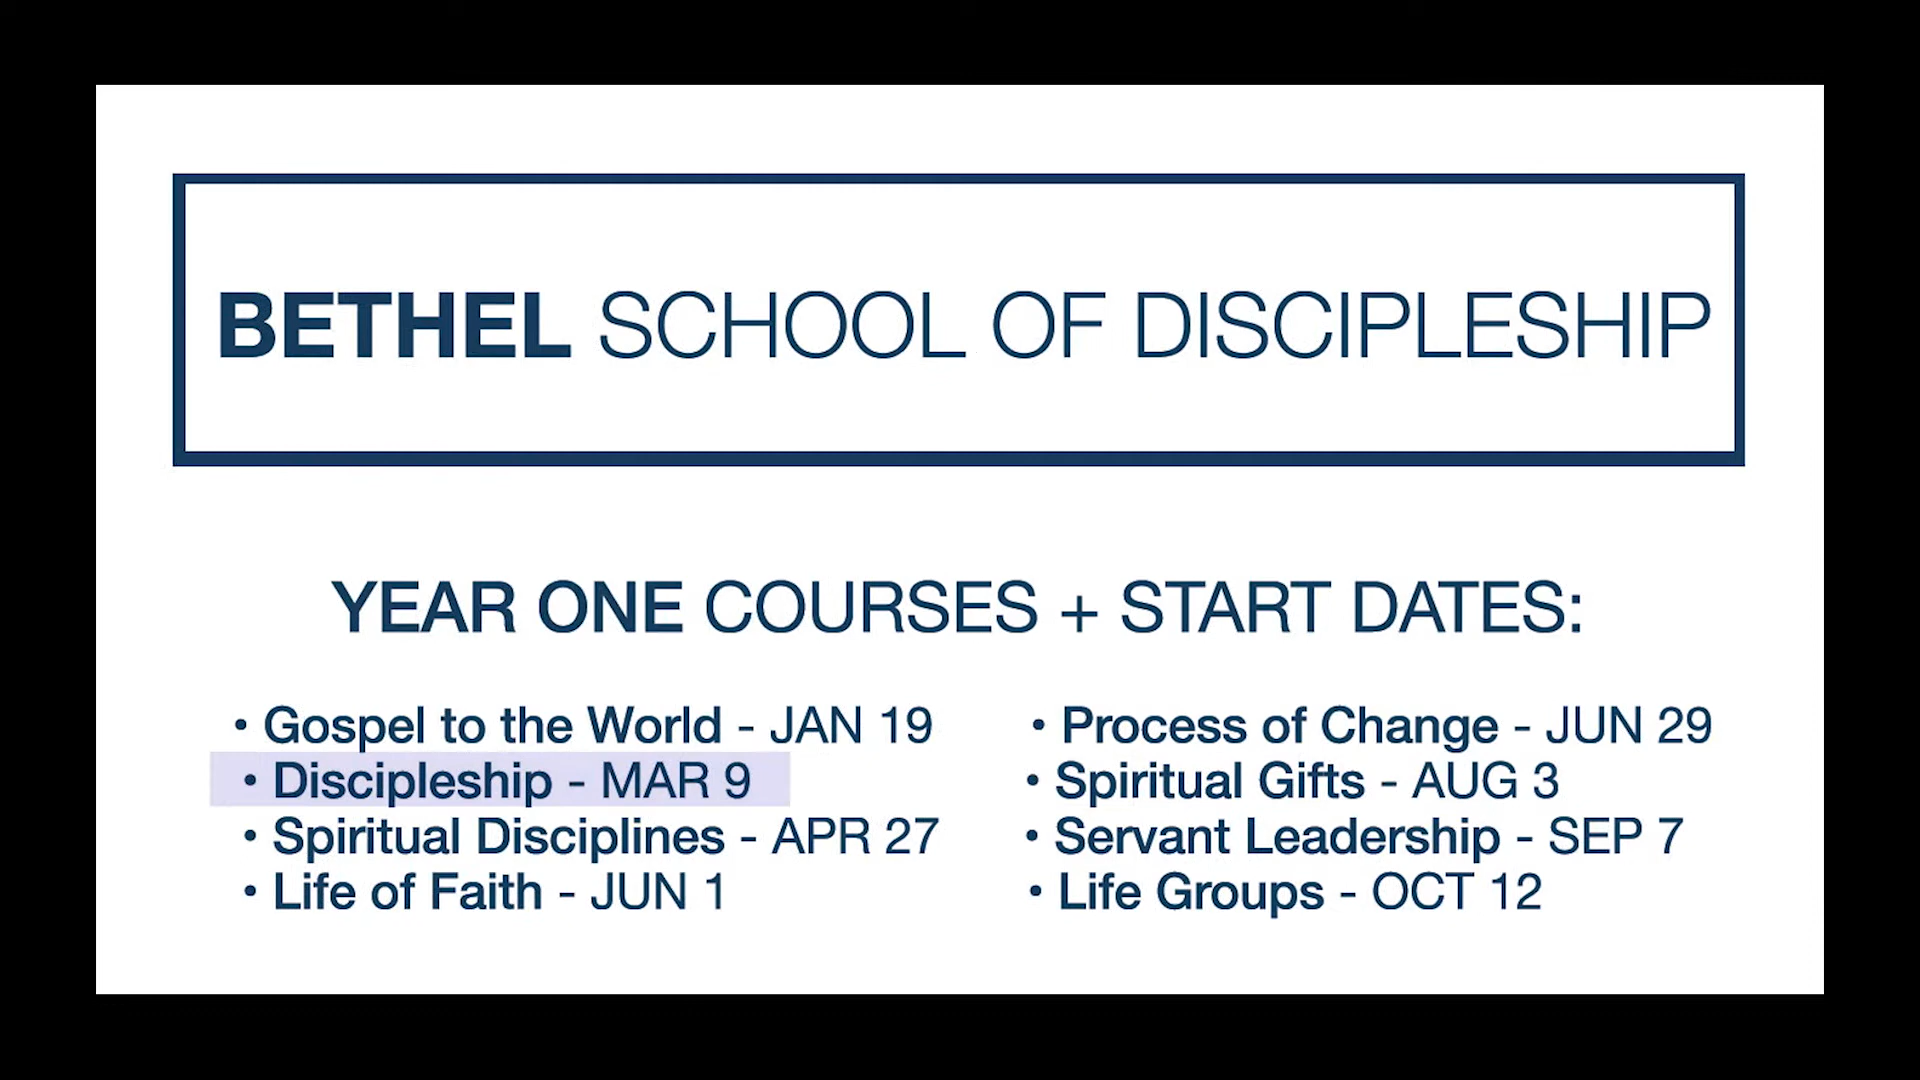 BETHEL SCHOOL OF DISCIPLESHIP
YEAR ONE COURSES + START DATES:
• Gospel to the World - JAN 19
• Discipleship - MAR 9
• Spiritual Disciplines - APR 27
• Life of Faith - JUN 1
• Process of Change - JUN 29
• Spiritual Gifts - AUG 3
• Servant Leadership - SEP 7
• Life Groups - OCT 12